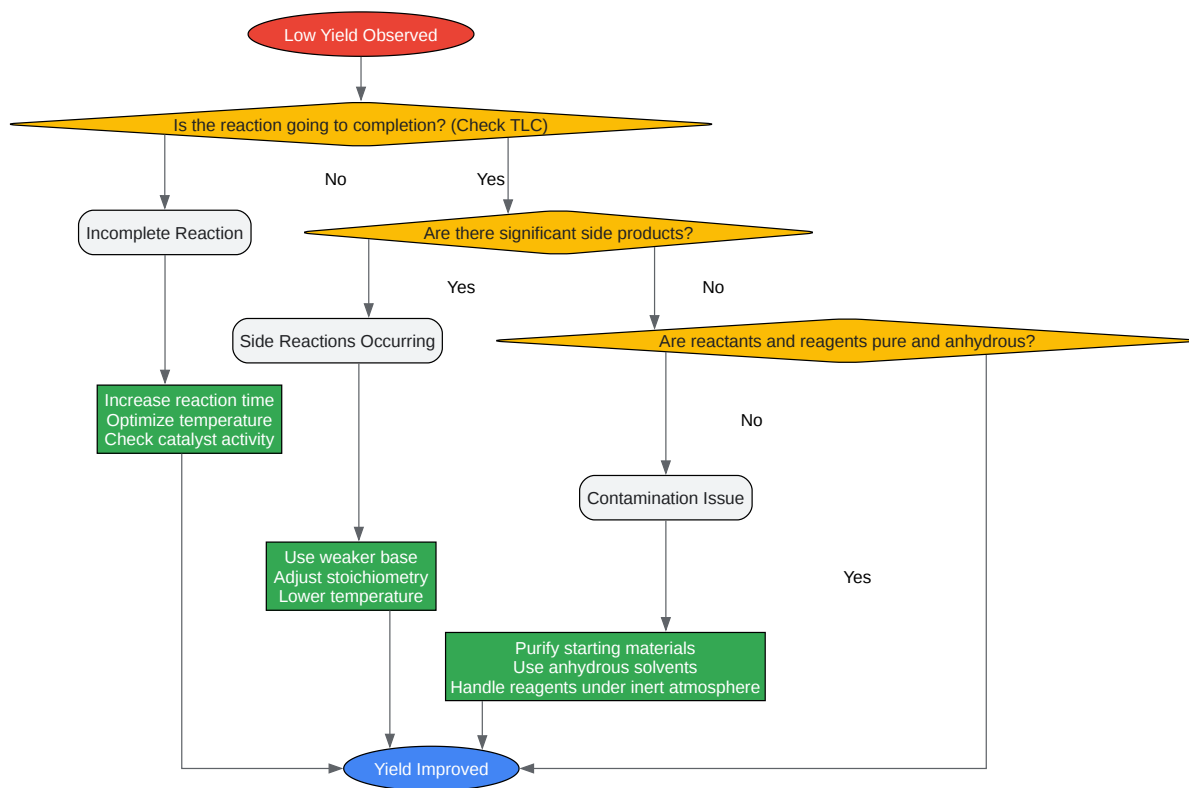 Low Yield Observed
Is the reaction going to completion? (Check TLC)
No
Yes
Incomplete Reaction
Are there significant side products?
Yes
No
Side Reactions Occurring
Are reactants and reagents pure and anhydrous?
Increase reaction time
Optimize temperature
Check catalyst activity
No
Contamination Issue
Use weaker base
Adjust stoichiometry
Lower temperature
Yes
Purify starting materials
Use anhydrous solvents
Handle reagents under inert atmosphere
Yield Improved